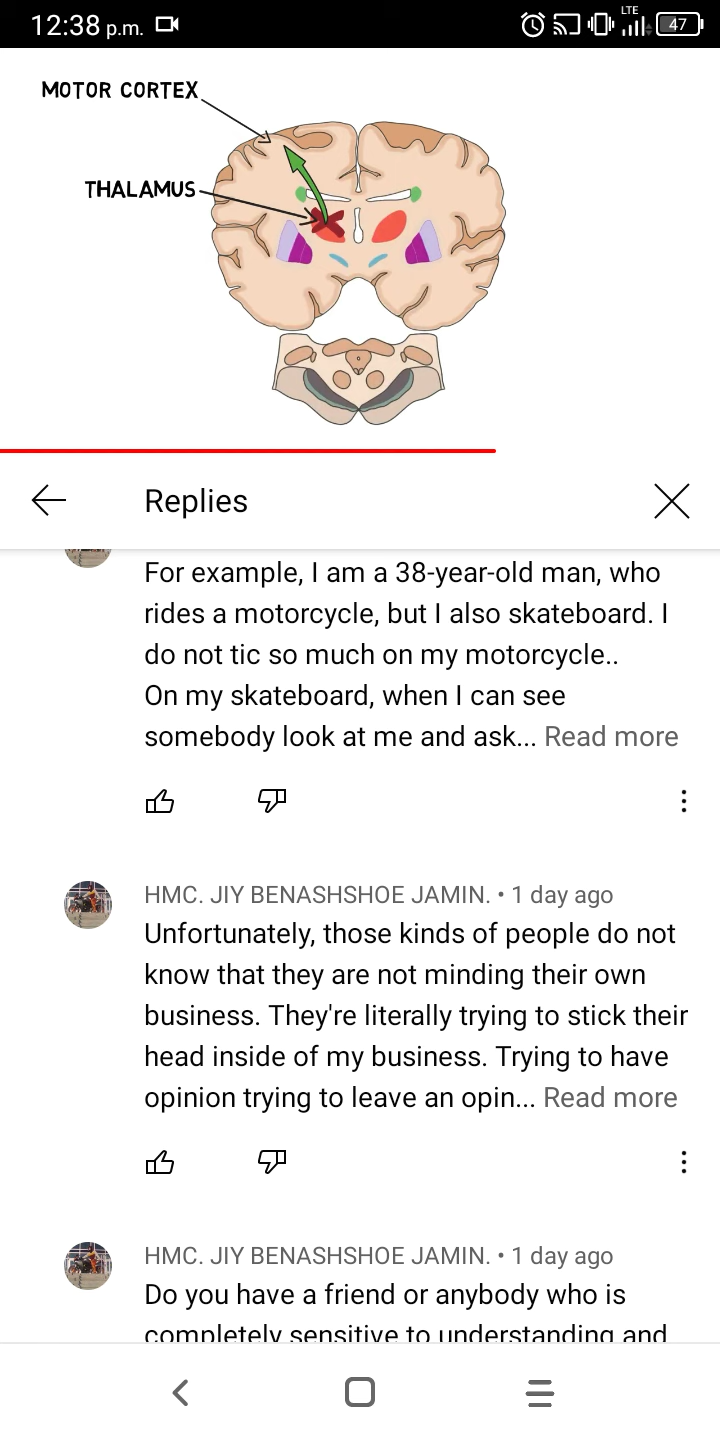 12:38 p.m.
LTE
47
MOTOR CORTEX
THALAMUS
Replies
For example, I am a 38-year-old man, who
rides a motorcycle, but I also skateboard. I
do not tic so much on my motorcycle..
On my skateboard, when I can see
somebody look at me and ask... Read more
HMC. JIY BENASHSHOE JAMIN. • 1 day ago
Unfortunately, those kinds of people do not
know that they are not minding their own
business. They're literally trying to stick their
head inside of my business. Trying to have
opinion trying to leave an opin... Read more
HMC. JIY BENASHSHOE JAMIN. • 1 day ago
Do you have a friend or anybody who is
completely sensitive to understanding and